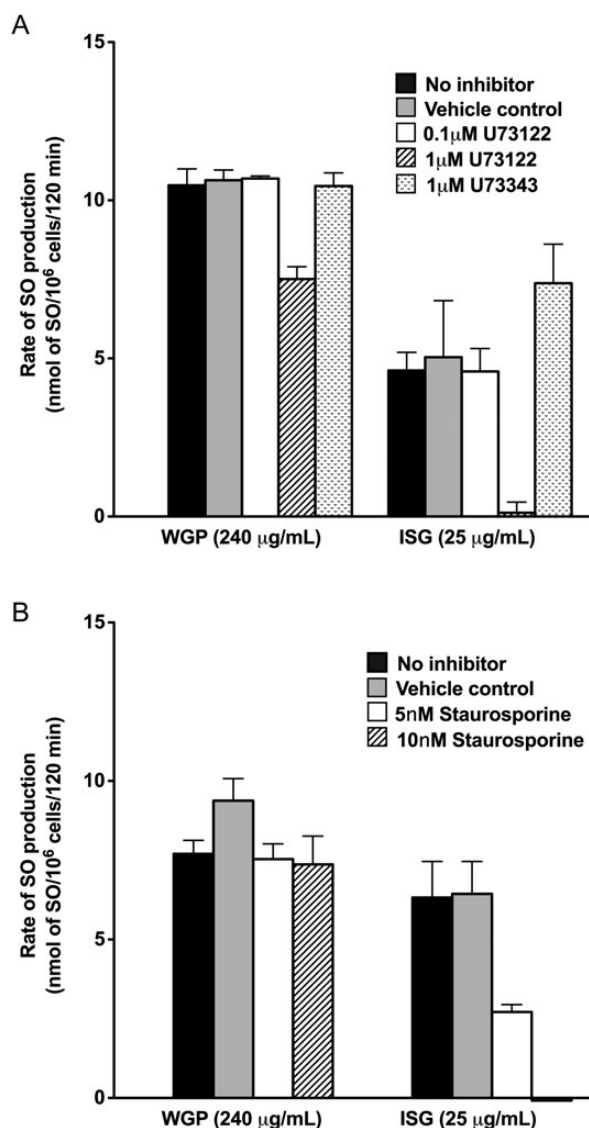 A
15
10
5
0
Rate of SO production
(nmol of SO/10⁶ cells/120 min)
No inhibitor
Vehicle control
0.1μM U73122
1μM U73122
1μM U73343
WGP (240 μg/mL)
ISG (25 μg/mL)
B
15
10
5
0
Rate of SO production
(nmol of SO/10⁶ cells/120 min)
No inhibitor
Vehicle control
5nM Staurosporine
10nM Staurosporine
WGP (240 μg/mL)
ISG (25 μg/mL)